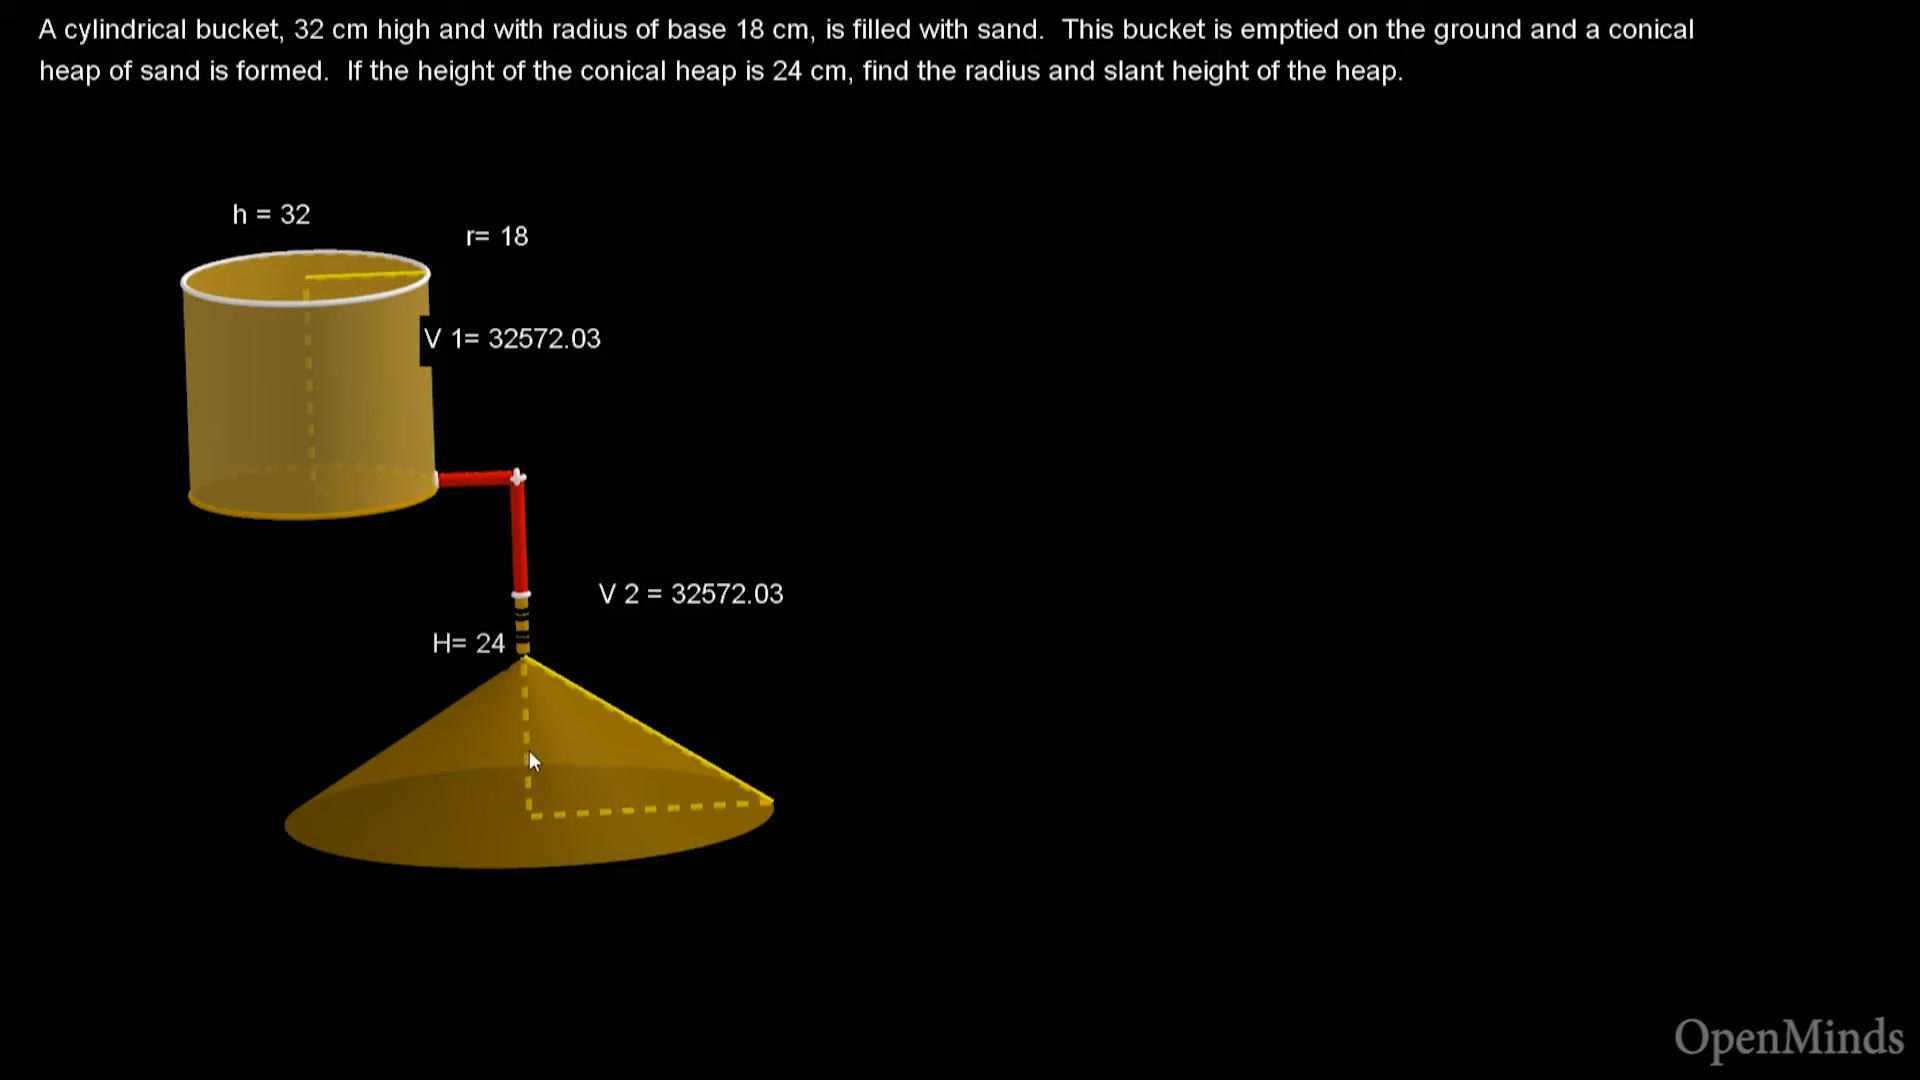 A cylindrical bucket, 32 cm high and with radius of base 18 cm, is filled with sand. This bucket is emptied on the ground and a conical
heap of sand is formed. If the height of the conical heap is 24 cm, find the radius and slant height of the heap.
h = 32
r= 18
V 1= 32572.03
V 2 = 32572.03
H= 24
OpenMinds